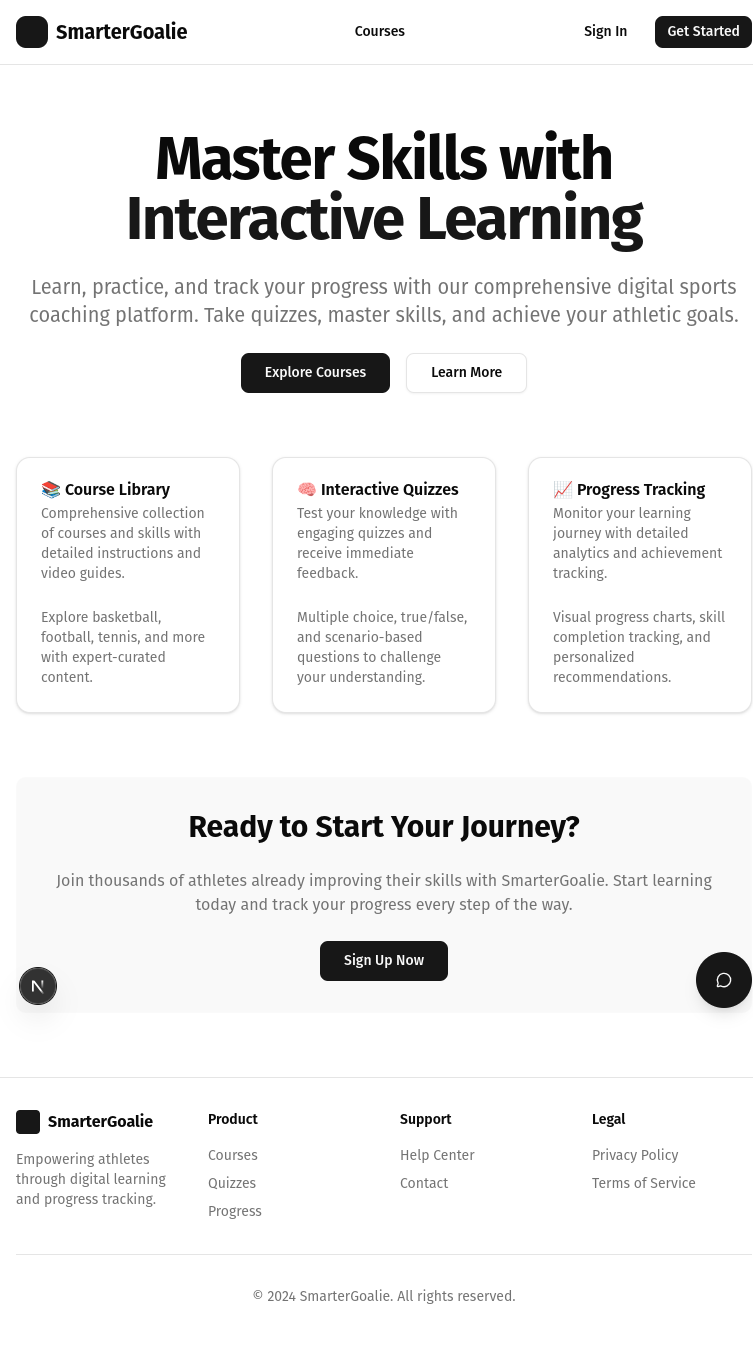 SmarterGoalie
Courses
Sign In
Get Started
Master Skills with
Interactive Learning
Learn, practice, and track your progress with our comprehensive digital sports
coaching platform. Take quizzes, master skills, and achieve your athletic goals.
Explore Courses
Learn More
📚 Course Library
Comprehensive collection
of courses and skills with
detailed instructions and
video guides.
Explore basketball,
football, tennis, and more
with expert-curated
content.
🧠 Interactive Quizzes
Test your knowledge with
engaging quizzes and
receive immediate
feedback.
Multiple choice, true/false,
and scenario-based
questions to challenge
your understanding.
📈 Progress Tracking
Monitor your learning
journey with detailed
analytics and achievement
tracking.
Visual progress charts, skill
completion tracking, and
personalized
recommendations.
Ready to Start Your Journey?
Join thousands of athletes already improving their skills with SmarterGoalie. Start learning
today and track your progress every step of the way.
Sign Up Now
N
SmarterGoalie
Empowering athletes
through digital learning
and progress tracking.
Product
Courses
Quizzes
Progress
Support
Help Center
Contact
Legal
Privacy Policy
Terms of Service
© 2024 SmarterGoalie. All rights reserved.